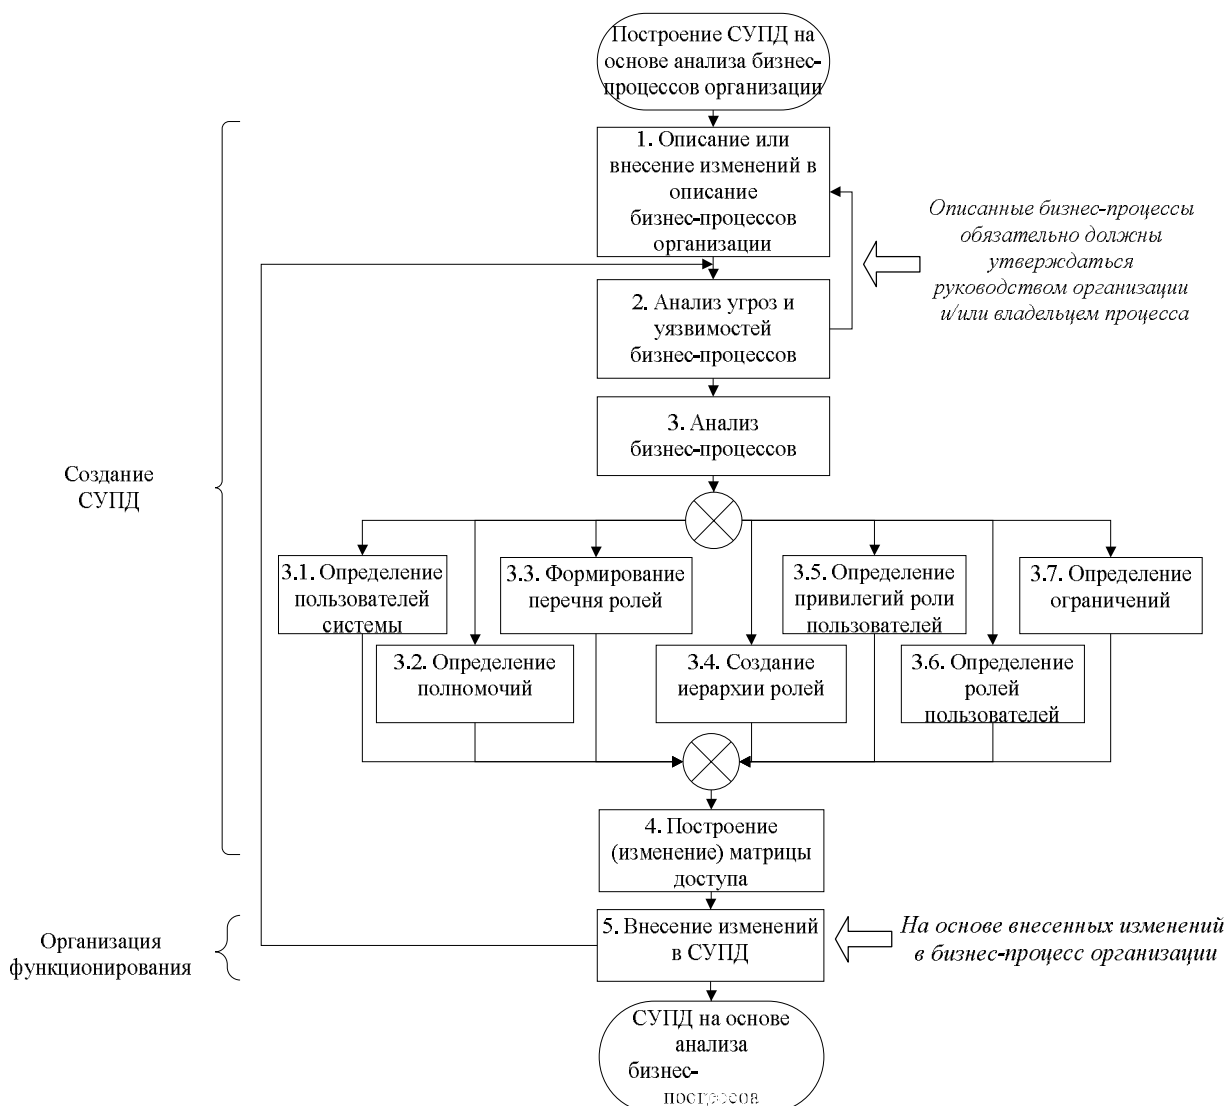 Построение СУПД на
основе анализа бизнес-
процессов организации
1. Описание или
внесение изменений в
описание
бизнес-процессов
организации
Описанные бизнес-процессы
обязательно должны
утверждаться
руководством организации
и/или владельцем процесса
2. Анализ угроз и
уязвимостей
бизнес-процессов
3. Анализ
бизнес-процессов
Создание
СУПД
3.1. Определение
пользователей
системы
3.3. Формирование
перечня ролей
3.5. Определение
привилегий роли
пользователей
3.7. Определение
ограничений
3.2. Определение
полномочий
3.4. Создание
иерархии ролей
3.6. Определение
ролей
пользователей
4. Построение
(изменение) матрицы
доступа
Организация
функционирования
5. Внесение изменений
в СУПД
На основе внесенных изменений
в бизнес-процесс организации
СУПД на основе
анализа
бизнес-